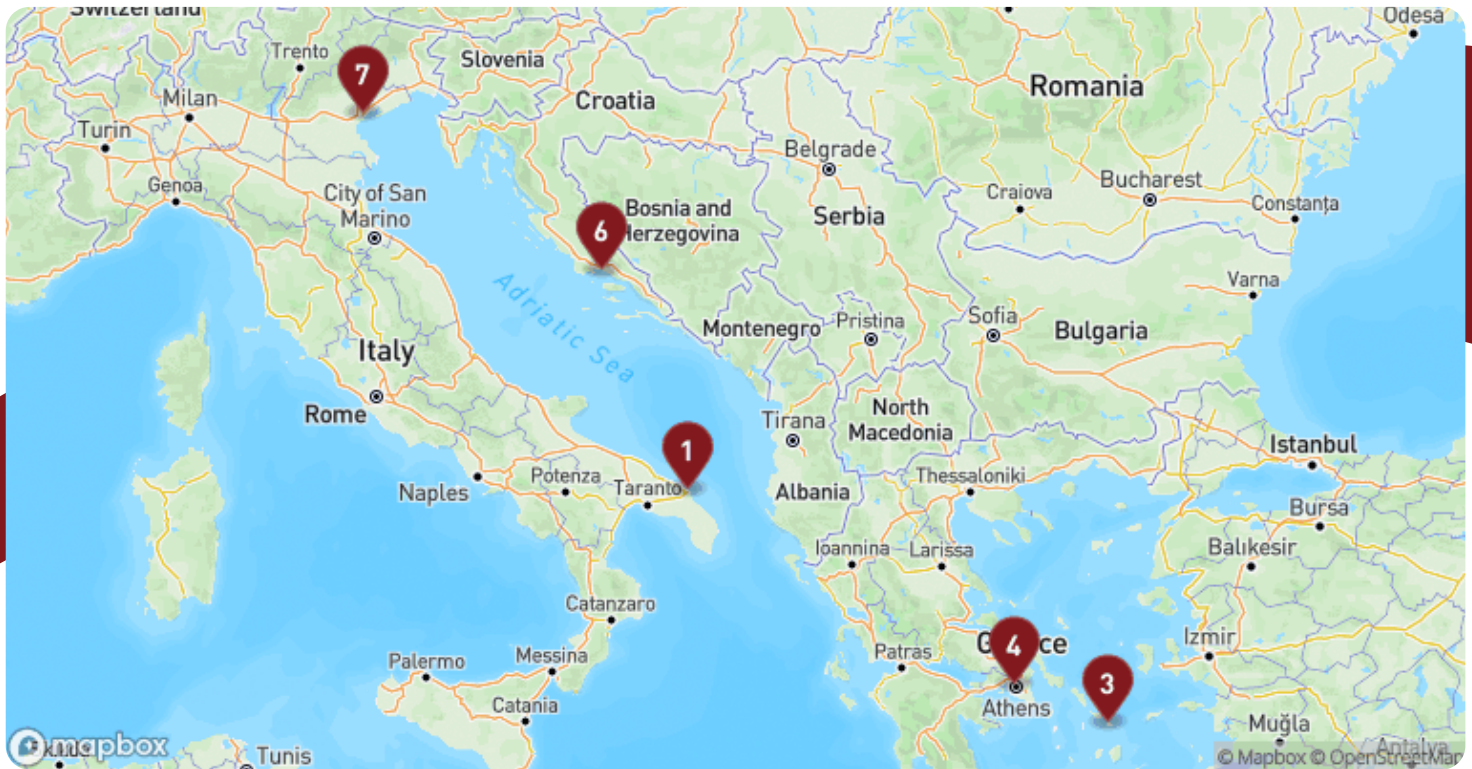 Switzerland
Odesa
Trento
Slovenia
7
Romania
Milan
Croatia
Turin
Belgrade
Genoa
Bucharest
City of San
Marino
Craiova
Constanța
Bosnia and
Herzegovina
6
Serbia
Varna
Adriatic Sea
Montenegro
Pristina
Sofia
Bulgaria
Italy
Rome
Tirana
North
Macedonia
1
Istanbul
Naples
Potenza
Taranto
Albania
Thessaloniki
Bursa
Ioannina
Larissa
Balıkesir
Catanzaro
Izmir
Patras
4
Palermo
Messina
3
Catania
Athens
Muğla
mapbox
Tunis
Antalya
© Mapbox © OpenStreetMap